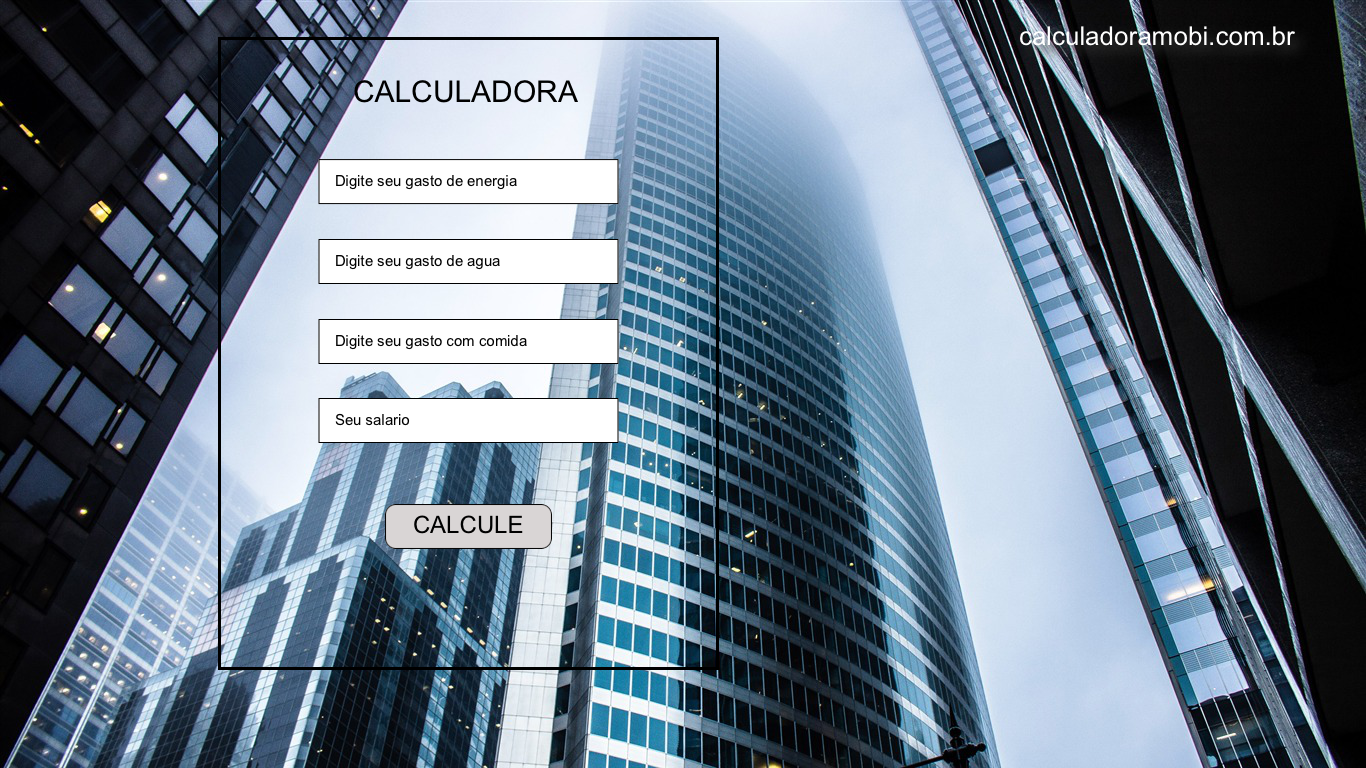 calculadoramobi.com.br
CALCULADORA
Digite seu gasto de energia
Digite seu gasto de agua
Digite seu gasto com comida
Seu salario
CALCULE